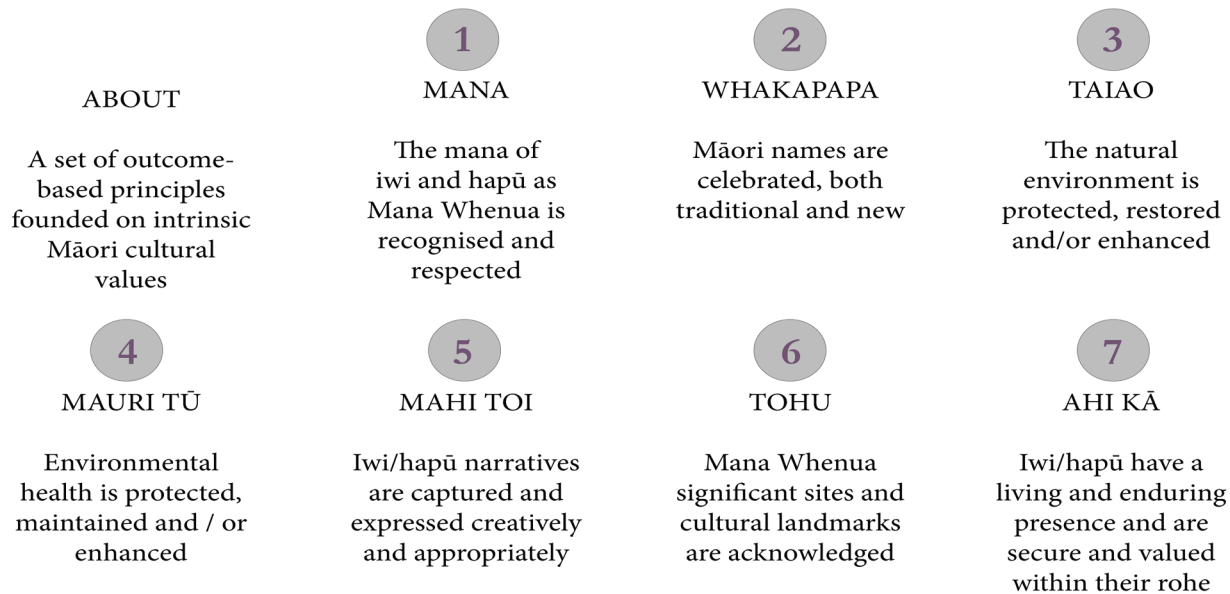 ABOUT
A set of outcome-
based principles
founded on intrinsic
Māori cultural
values
1
MANA
The mana of
iwi and hapū as
Mana Whenua is
recognised and
respected
2
WHAKAPAPA
Māori names are
celebrated, both
traditional and new
3
TAIAO
The natural
environment is
protected, restored
and/or enhanced
4
MAURI TŪ
Environmental
health is protected,
maintained and / or
enhanced
5
MAHI TOI
Iwi/hapū narratives
are captured and
expressed creatively
and appropriately
6
TOHU
Mana Whenua
significant sites and
cultural landmarks
are acknowledged
7
AHI KĀ
Iwi/hapū have a
living and enduring
presence and are
secure and valued
within their rohe